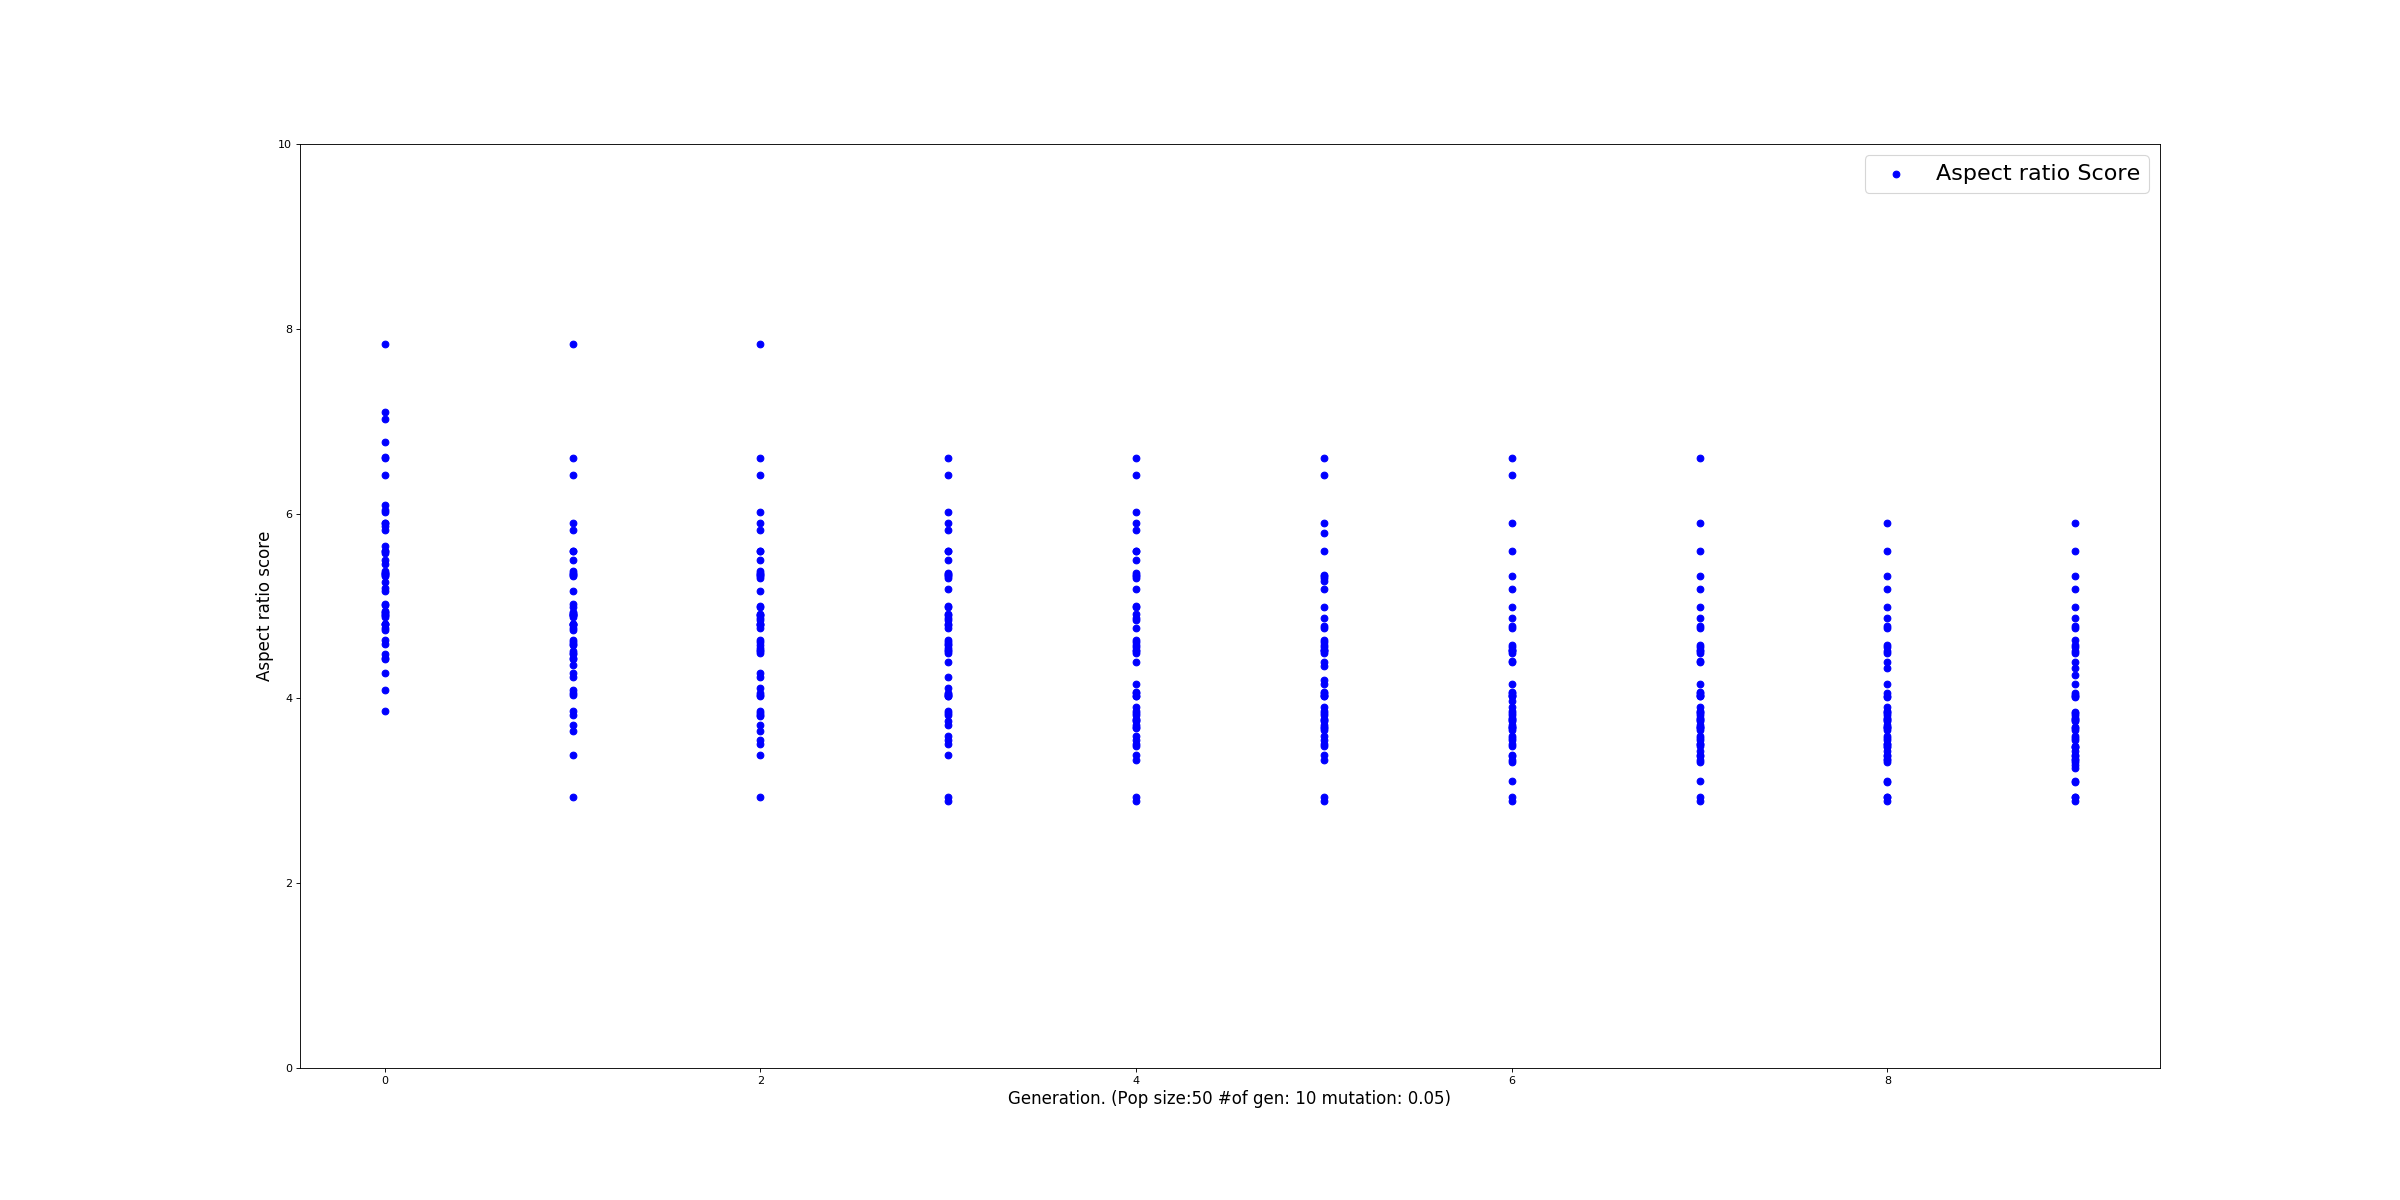 Aspect ratio Score
10
8
6
4
2
0
Aspect ratio score
0 2 4 6 8
Generation. (Pop size:50 #of gen: 10 mutation: 0.05)